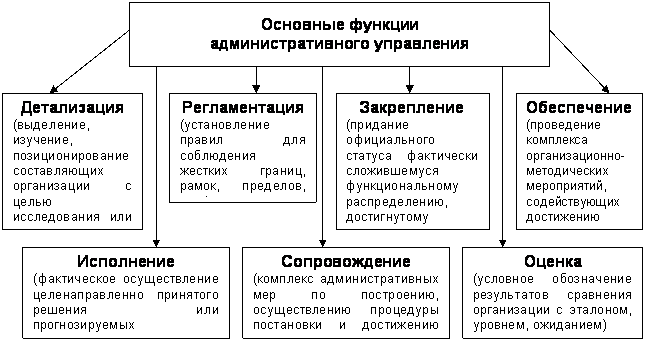 Основные функции
административного управления
Детализация
(выделение,
изучение,
позиционирование
составляющих
организации с
целью
исследования или
Регламентация
(установление
правил для
соблюдения
жестких границ,
рамок, пределов,
Закрепление
(придание
официального
статуса фактически
сложившемуся
функциональному
распределению,
достигнутому
Обеспечение
(проведение
комплекса
организационно-
методических
мероприятий,
содействующих
достижению
Исполнение
(фактическое осуществление
целенаправленно принятого
решения или
прогнозируемых
Сопровождение
(комплекс административных
мер по построению,
осуществлению процедуры
постановки и достижению
Оценка
(условное обозначение
результатов сравнения
организации с эталоном,
уровнем, ожиданием)